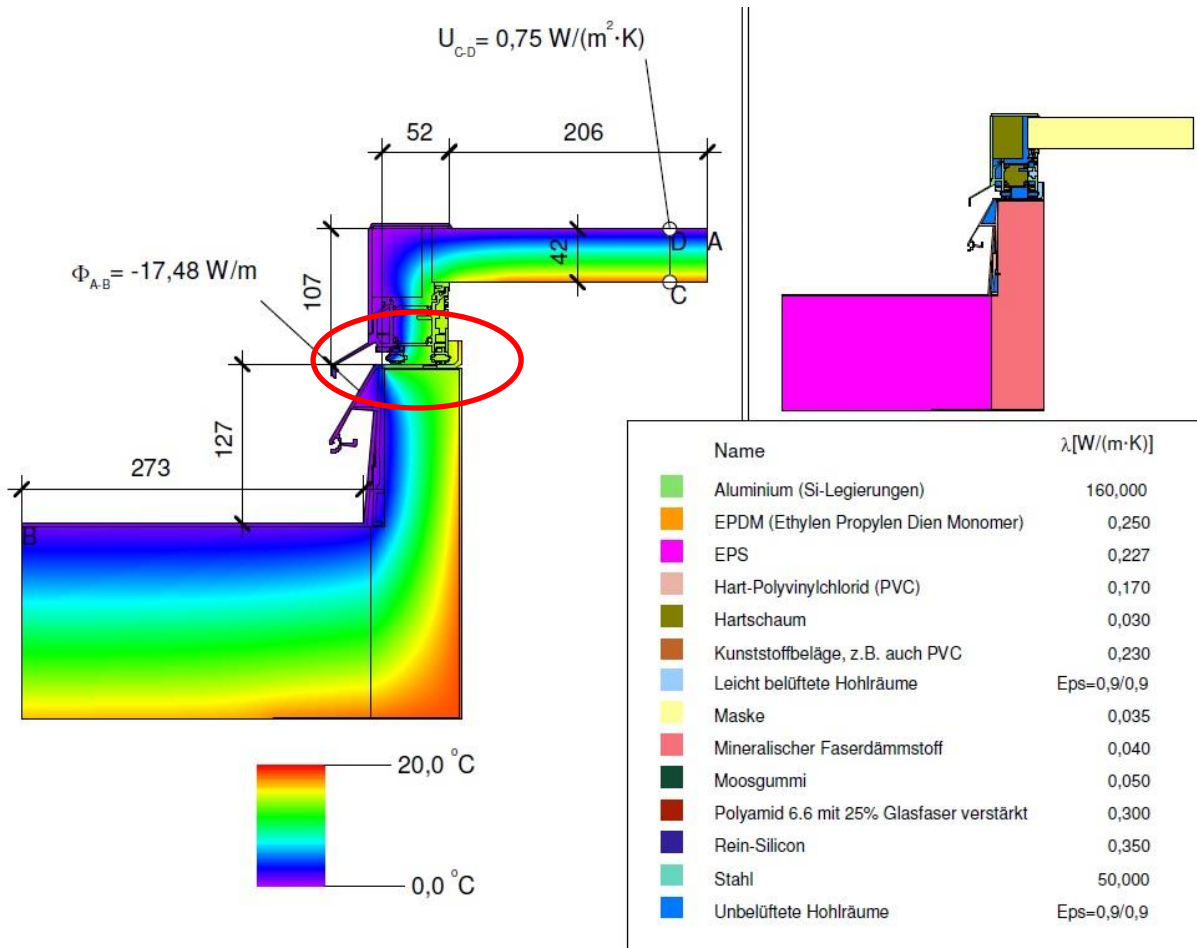 U_C-D= 0,75 W/(m²·K)
52
206
D
A
42
C
Φ_A-B= -17,48 W/m
107
127
273
B
20,0 °C
0,0 °C
Name λ[W/(m·K)]
Aluminium (Si-Legierungen) 160,000
EPDM (Ethylen Propylen Dien Monomer) 0,250
EPS 0,227
Hart-Polyvinylchlorid (PVC) 0,170
Hartschaum 0,030
Kunststoffbeläge, z.B. auch PVC 0,230
Leicht belüftete Hohlräume Eps=0,9/0,9
Maske 0,035
Mineralischer Faserdämmstoff 0,040
Moosgummi 0,050
Polyamid 6.6 mit 25% Glasfaser verstärkt 0,300
Rein-Silicon 0,350
Stahl 50,000
Unbelüftete Hohlräume Eps=0,9/0,9